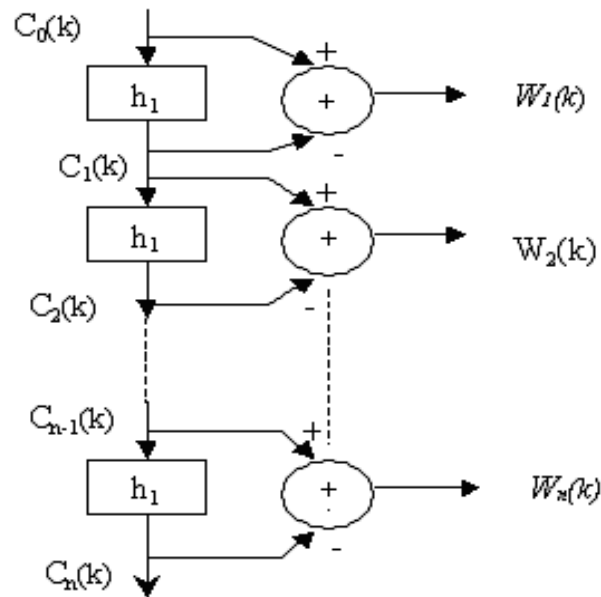 C₀(k)
+
h₁
+
W₁(k)
-
C₁(k)
+
h₁
+
W₂(k)
C₂(k)
-
Cₙ₋₁(k)
+
h₁
+
Wₙ(k)
-
Cₙ(k)